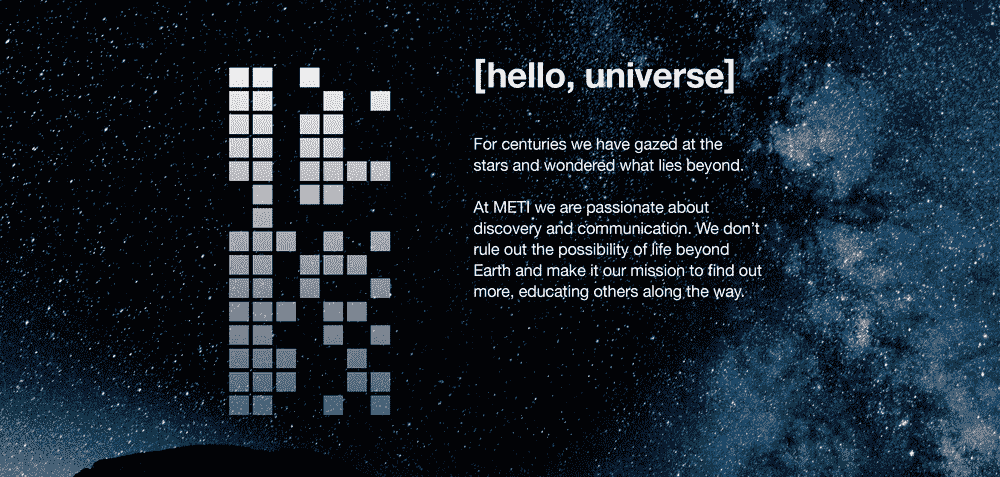 [hello, universe]
For centuries we have gazed at the
stars and wondered what lies beyond.
At METI we are passionate about
discovery and communication. We don't
rule out the possibility of life beyond
Earth and make it our mission to find out
more, educating others along the way.